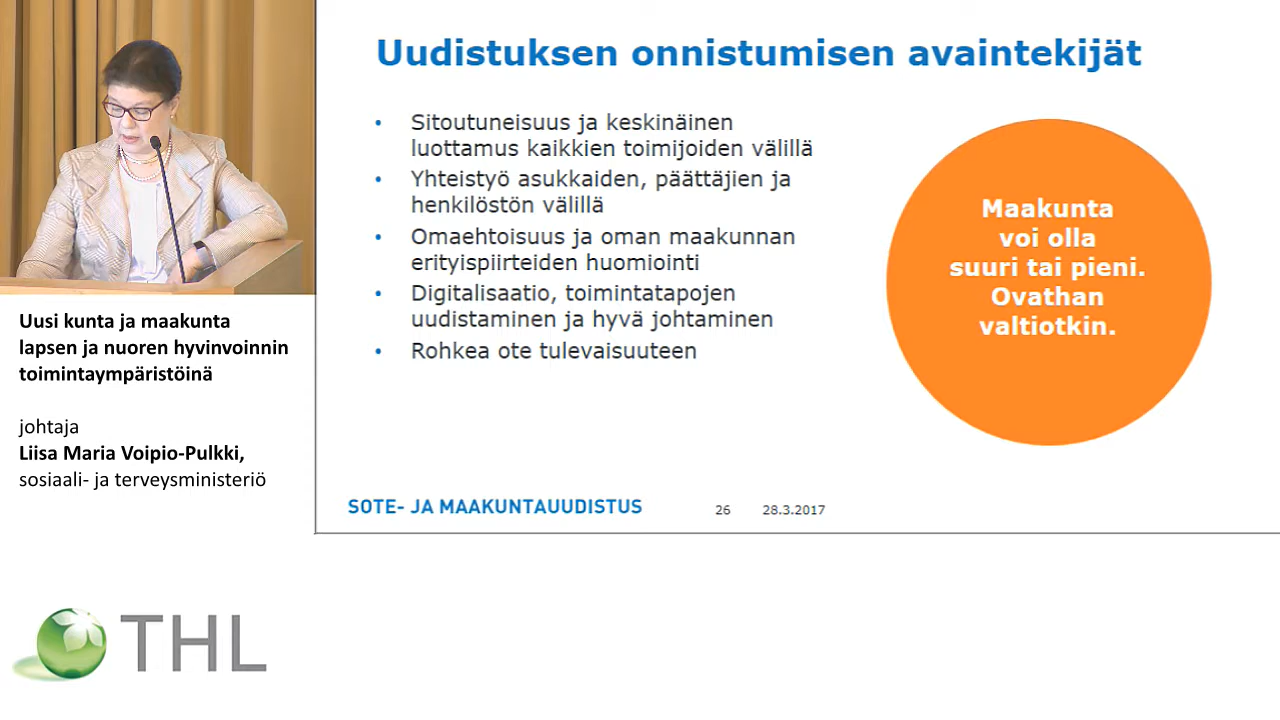 Uudistuksen onnistumisen avaintekijät
• Sitoutuneisuus ja keskinäinen
luottamus kaikkien toimijoiden välillä
• Yhteistyö asukkaiden, päättäjien ja
henkilöstön välillä
• Omaehtoisuus ja oman maakunnan
erityispiirteiden huomiointi
• Digitalisaatio, toimintatapojen
uudistaminen ja hyvä johtaminen
• Rohkea ote tulevaisuuteen
Maakunta
voi olla
suuri tai pieni.
Ovathan
valtiotkin.
SOTE- JA MAAKUNTAUUDISTUS 26 28.3.2017
Uusi kunta ja maakunta
lapsen ja nuoren hyvinvoinnin
toimintaympäristöinä
johtaja
Liisa Maria Voipio-Pulkki,
sosiaali- ja terveysministeriö
THL